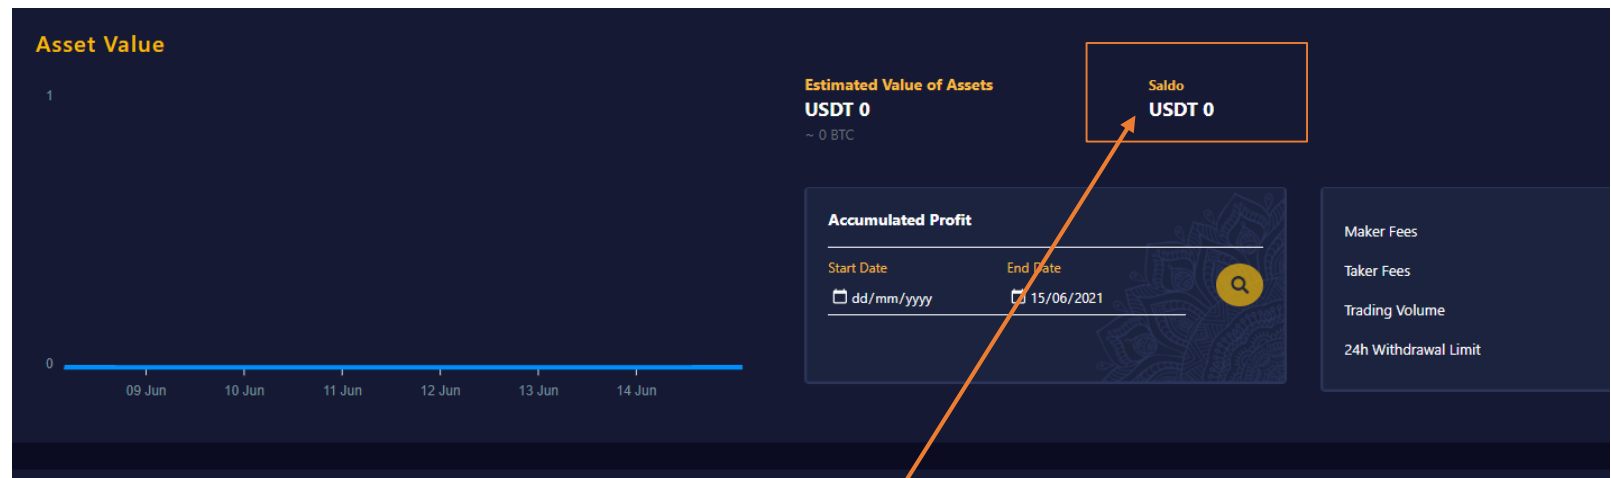 Asset Value
1
0
09 Jun 10 Jun 11 Jun 12 Jun 13 Jun 14 Jun
Estimated Value of Assets
USDT 0
~ 0 BTC
Saldo
USDT 0
Accumulated Profit
Start Date End Date
dd/mm/yyyy 15/06/2021
Maker Fees
Taker Fees
Trading Volume
24h Withdrawal Limit